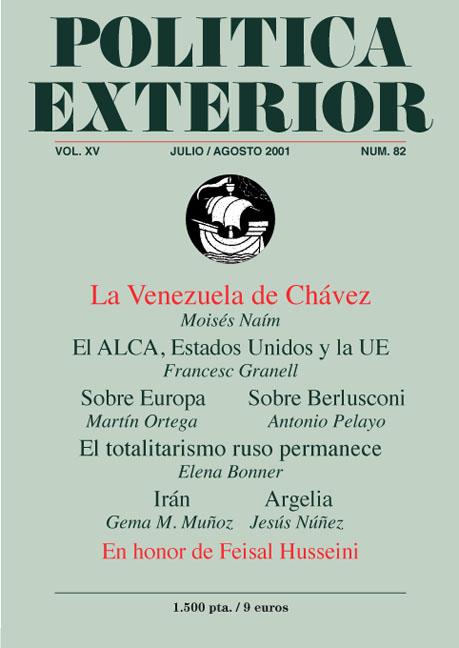 POLITICA
EXTERIOR
VOL. XV JULIO / AGOSTO 2001 NUM. 82
La Venezuela de Chávez
Moisés Naím
El ALCA, Estados Unidos y la UE
Francesc Granell
Sobre Europa Sobre Berlusconi
Martín Ortega Antonio Pelayo
El totalitarismo ruso permanece
Elena Bonner
Irán Argelia
Gema M. Muñoz Jesús Núñez
En honor de Feisal Husseini
1.500 pta. / 9 euros